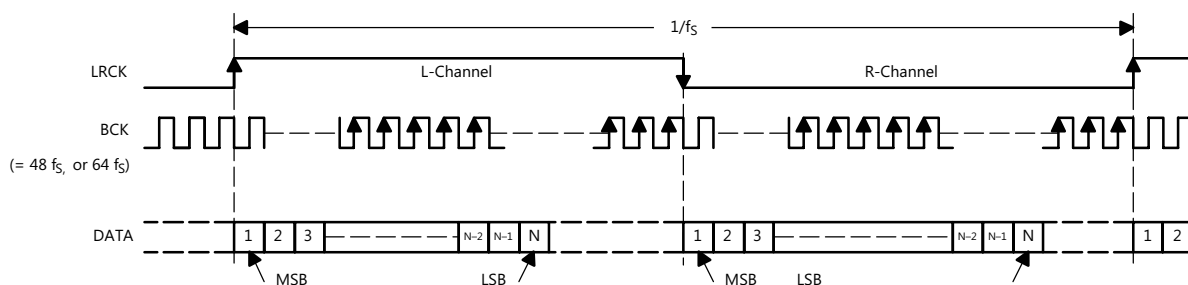 1/fS
LRCK
L-Channel
R-Channel
BCK
(= 48 fS, or 64 fS)
DATA
1 2 3 N–2 N–1 N 1 2 3 N–2 N–1 N 1 2
MSB LSB MSB LSB